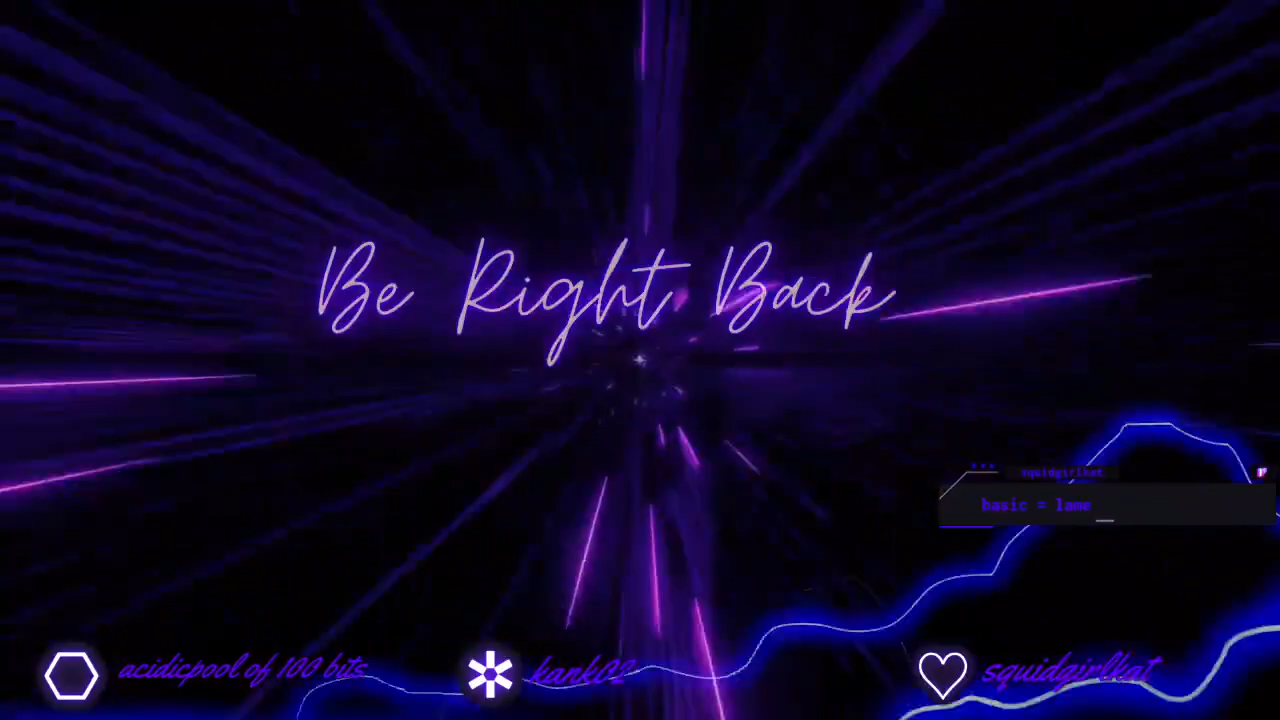 Be Right Back
squidgirlkat
basic = lame
acidicpool of 100 bits
kank02
squidgirlkat